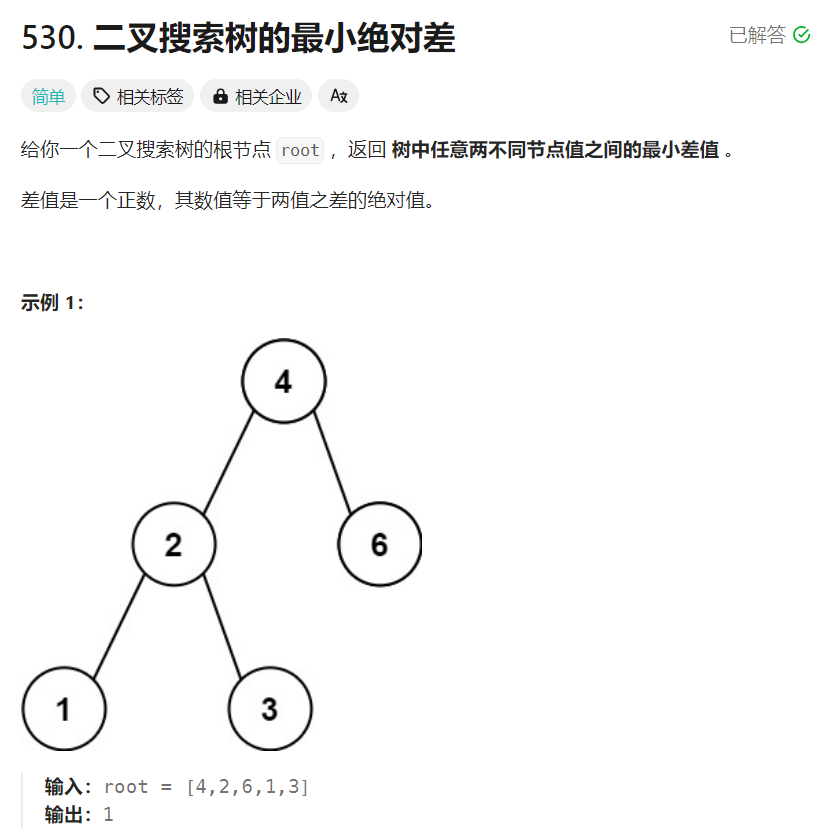 530. 二叉搜索树的最小绝对差
已解答
简单 相关标签 相关企业 Ax
给你一个二叉搜索树的根节点 root ，返回 树中任意两不同节点值之间的最小差值 。
差值是一个正数，其数值等于两值之差的绝对值。
示例 1：
4
2 6
1 3
输入：root = [4,2,6,1,3]
输出：1